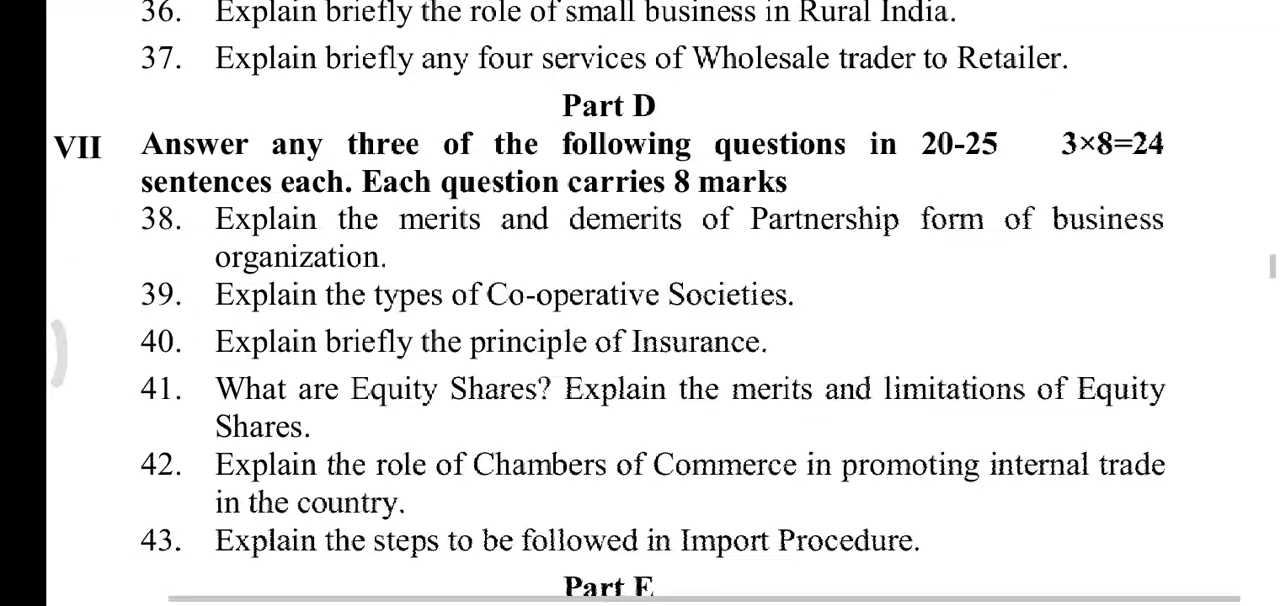 36. Explain briefly the role of small business in Rural India.
37. Explain briefly any four services of Wholesale trader to Retailer.
Part D
VII Answer any three of the following questions in 20-25 3×8=24
sentences each. Each question carries 8 marks
38. Explain the merits and demerits of Partnership form of business
organization.
39. Explain the types of Co-operative Societies.
40. Explain briefly the principle of Insurance.
41. What are Equity Shares? Explain the merits and limitations of Equity
Shares.
42. Explain the role of Chambers of Commerce in promoting internal trade
in the country.
43. Explain the steps to be followed in Import Procedure.
Part E